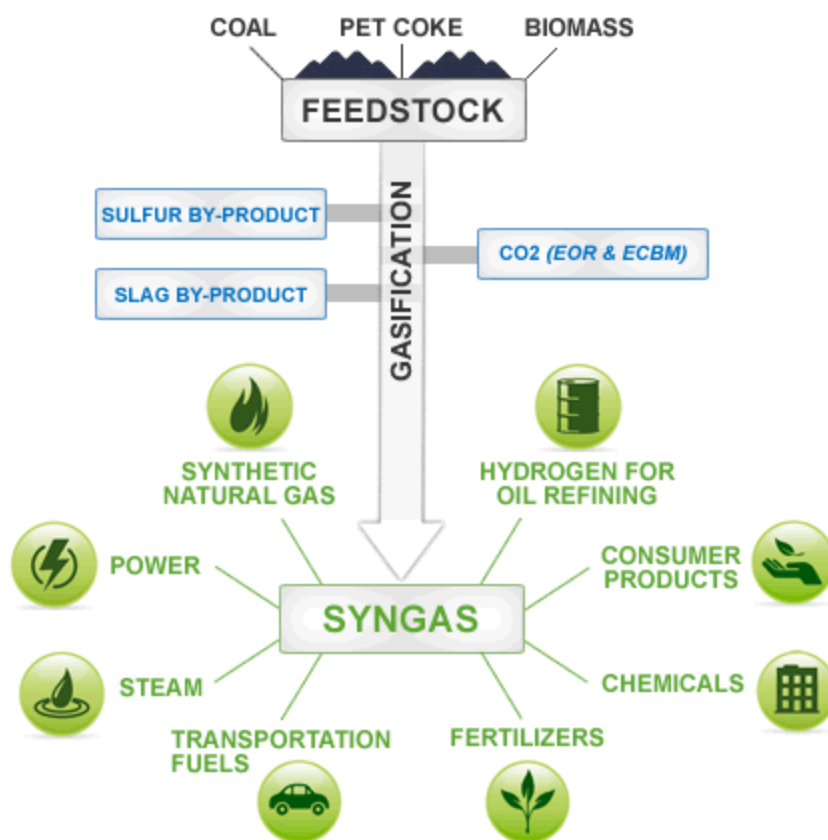 COAL
PET COKE
BIOMASS
FEEDSTOCK
SULFUR BY-PRODUCT
CO2 (EOR & ECBM)
SLAG BY-PRODUCT
GASIFICATION
SYNTHETIC
NATURAL GAS
HYDROGEN FOR
OIL REFINING
POWER
CONSUMER
PRODUCTS
SYNGAS
STEAM
CHEMICALS
TRANSPORTATION
FUELS
FERTILIZERS